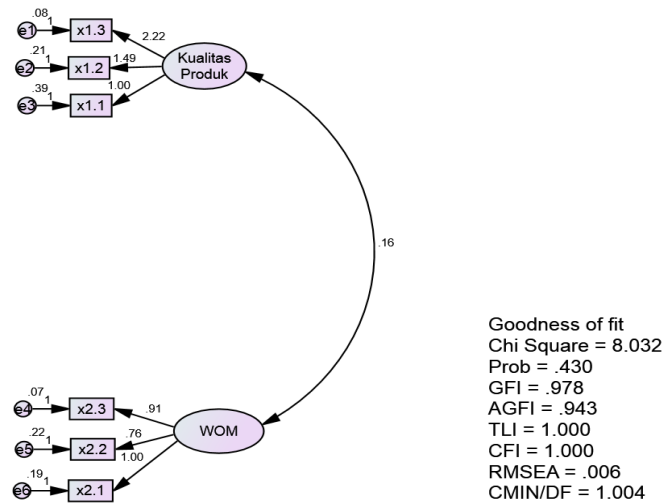 .08
1
e1
x1.3
2.22
.21
1
e2
x1.2
1.49
Kualitas
Produk
.39
1
e3
x1.1
1.00
.16
Goodness of fit
Chi Square = 8.032
Prob = .430
GFI = .978
AGFI = .943
TLI = 1.000
CFI = 1.000
RMSEA = .006
CMIN/DF = 1.004
.07
1
e4
x2.3
.91
.22
1
e5
x2.2
.76
WOM
.19
1
e6
x2.1
1.00